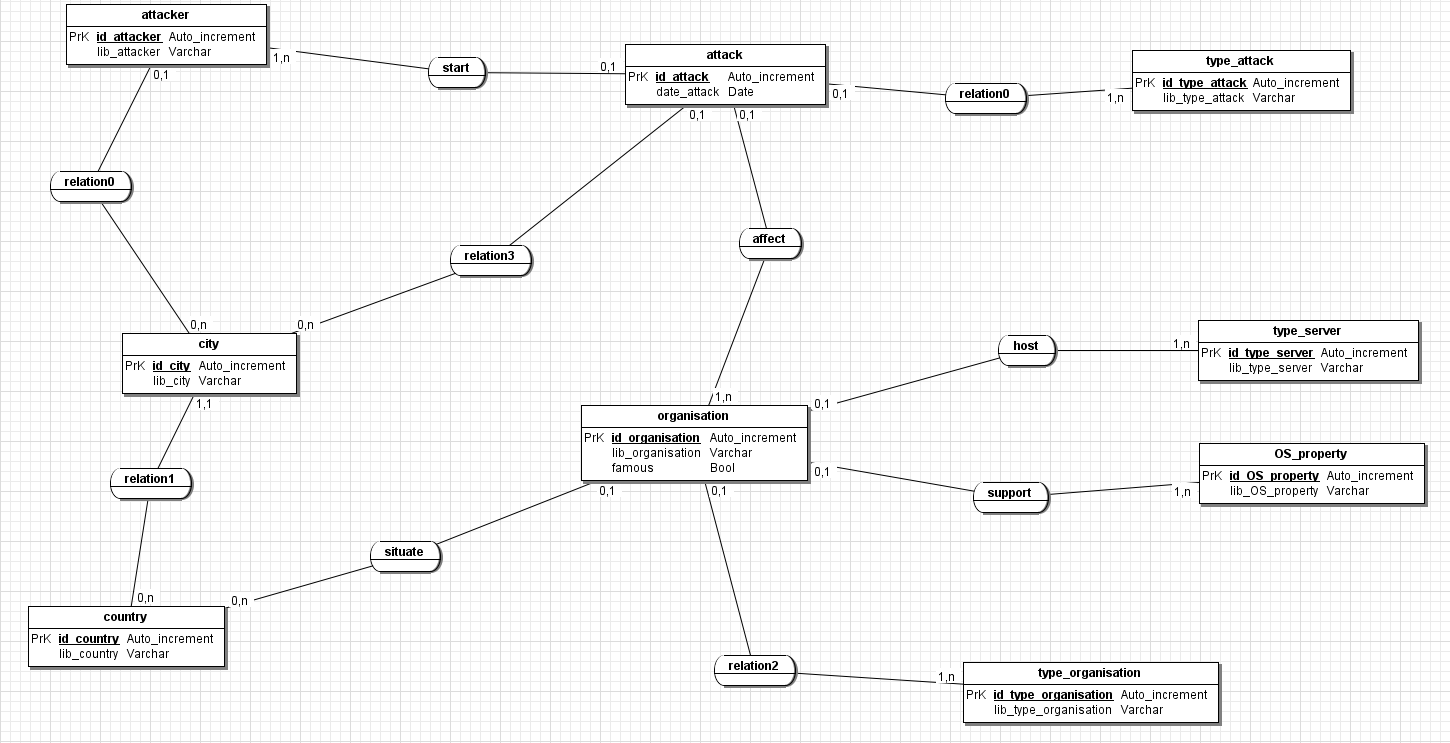 attacker
PrK id_attacker Auto_increment
lib_attacker Varchar
1,n
0,1
start
0,1
attack
PrK id_attack Auto_increment
date_attack Date
0,1
0,1
0,1
relation0
1,n
type_attack
PrK id_type_attack Auto_increment
lib_type_attack Varchar
relation0
relation3
affect
0,n
0,n
city
PrK id_city Auto_increment
lib_city Varchar
1,1
host
1,n
type_server
PrK id_type_server Auto_increment
lib_type_server Varchar
1,n
0,1
organisation
PrK id_organisation Auto_increment
lib_organisation Varchar
famous Bool
0,1
0,1
0,1
support
1,n
OS_property
PrK id_OS_property Auto_increment
lib_OS_property Varchar
relation1
situate
0,n
0,n
country
PrK id_country Auto_increment
lib_country Varchar
relation2
1,n
type_organisation
PrK id_type_organisation Auto_increment
lib_type_organisation Varchar